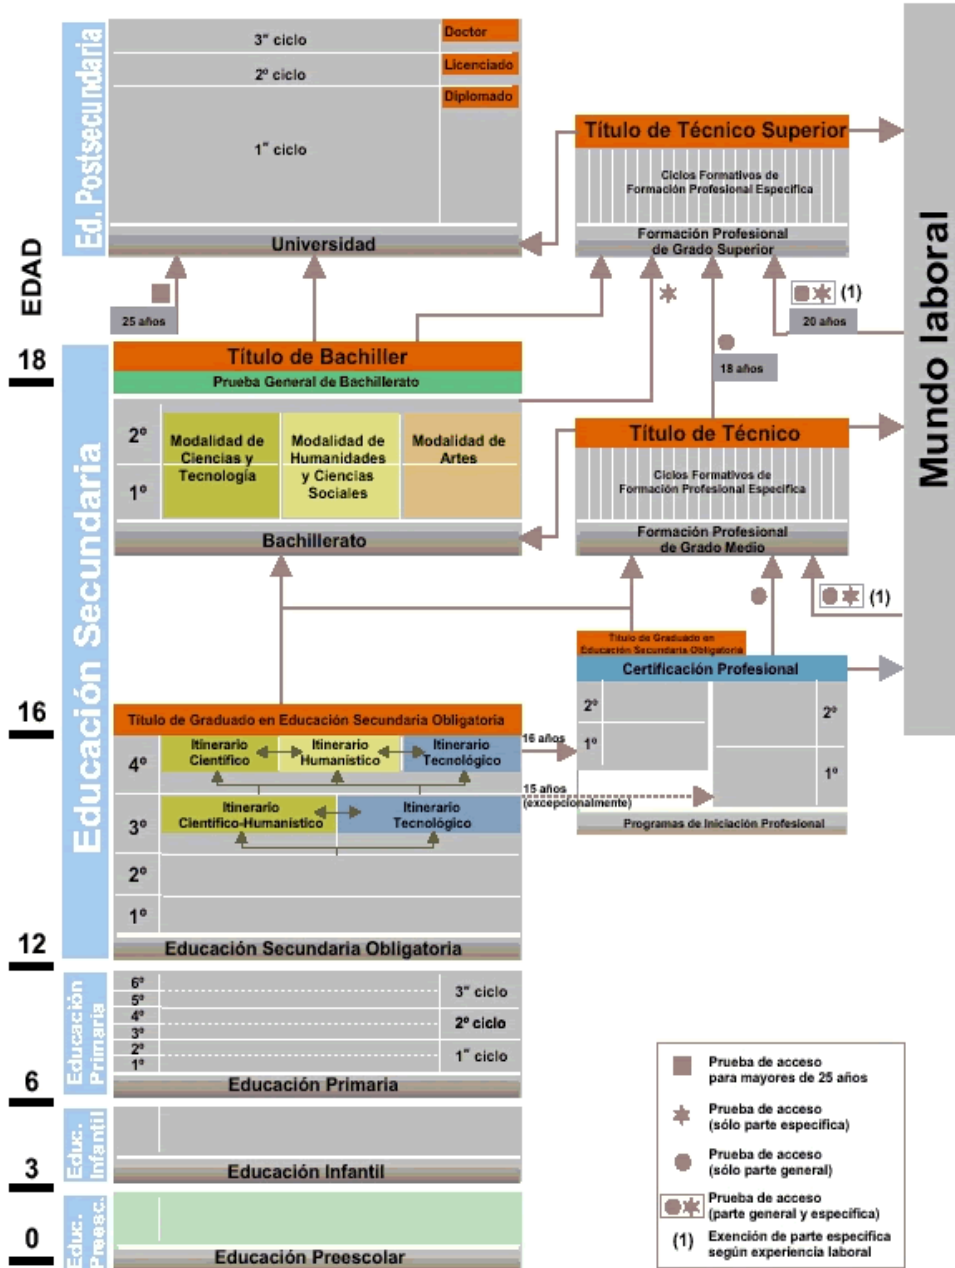 EDAD
18
16
12
6
3
0
Ed. Postsecundaria
3er ciclo
2º ciclo
1er ciclo
Doctor
Licenciado
Diplomado
Universidad
25 años
Título de Técnico Superior
Ciclos Formativos de
Formación Profesional Específica
Formación Profesional
de Grado Superior
(1)
20 años
18 años
Mundo laboral
Educación Secundaria
Título de Bachiller
Prueba General de Bachillerato
2º
1º
Modalidad de
Ciencias y
Tecnología
Modalidad de
Humanidades
y Ciencias
Sociales
Modalidad de
Artes
Bachillerato
Título de Técnico
Ciclos Formativos de
Formación Profesional Específica
Formación Profesional
de Grado Medio
(1)
Título de Graduado en
Educación Secundaria Obligatoria
Certificación Profesional
2º
1º
2º
1º
Programas de Iniciación Profesional
16 años
15 años
(excepcionalmente)
Título de Graduado en Educación Secundaria Obligatoria
4º
Itinerario
Científico
Itinerario
Humanístico
Itinerario
Tecnológico
3º
Itinerario
Científico-Humanístico
Itinerario
Tecnológico
2º
1º
Educación Secundaria Obligatoria
Educación
Primaria
6º
5º
4º
3º
2º
1º
3er ciclo
2º ciclo
1er ciclo
Educación Primaria
Educ.
Infantil
Educación Infantil
Educ.
Preesc.
Educación Preescolar
Prueba de acceso
para mayores de 25 años
Prueba de acceso
(sólo parte específica)
Prueba de acceso
(sólo parte general)
Prueba de acceso
(parte general y específica)
(1) Exención de parte específica
según experiencia laboral